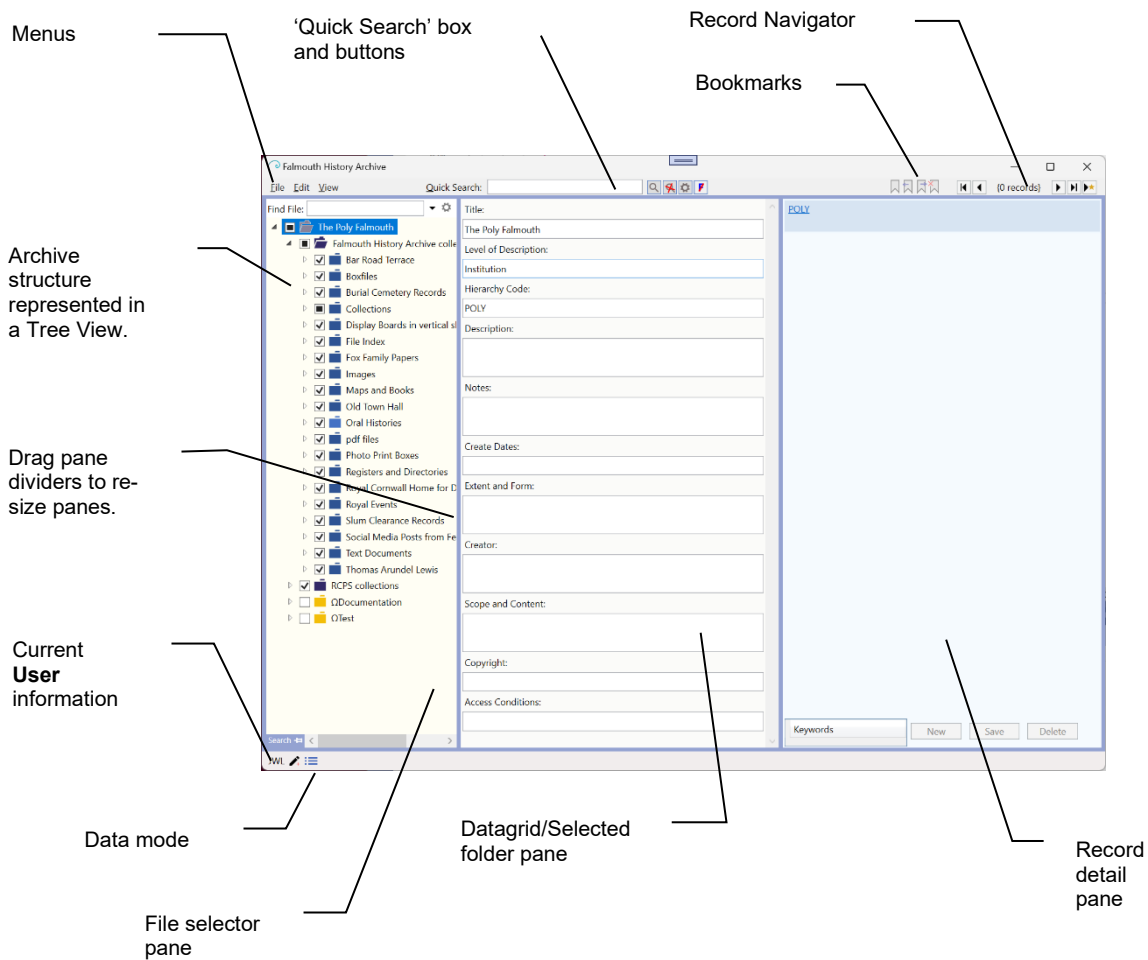 Menus
'Quick Search' box
and buttons
Record Navigator
Bookmarks
Falmouth History Archive
File Edit View Quick Search:
(0 records)
Find File:
The Poly Falmouth
Falmouth History Archive colle
Bar Road Terrace
Boxfiles
Burial Cemetery Records
Collections
Display Boards in vertical sl
File Index
Fox Family Papers
Images
Maps and Books
Old Town Hall
Oral Histories
pdf files
Photo Print Boxes
Registers and Directories
Royal Cornwall Home for D
Royal Events
Slum Clearance Records
Social Media Posts from Fe
Text Documents
Thomas Arundel Lewis
RCPS collections
ΩDocumentation
ΩTest
Search
Title:
The Poly Falmouth
Level of Description:
Institution
Hierarchy Code:
POLY
Description:
Notes:
Create Dates:
Extent and Form:
Creator:
Scope and Content:
Copyright:
Access Conditions:
POLY
Keywords
New Save Delete
Archive
structure
represented in
a Tree View.
Drag pane
dividers to re-
size panes.
Current
User
information
Data mode
File selector
pane
Datagrid/Selected
folder pane
Record
detail
pane